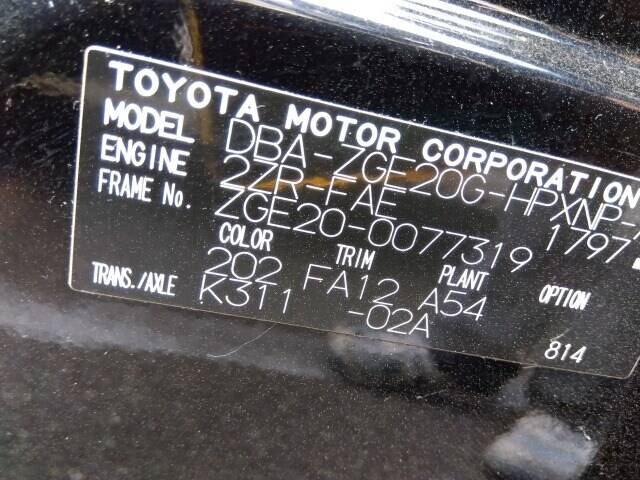 TOYOTA MOTOR CORPORATION
MODEL DBA-ZGE20G-HPXNP-
ENGINE 2ZR-FAE 1797
FRAME No. ZGE20-0077319
COLOR TRIM PLANT OPTION
202 FA12 A54
TRANS./AXLE K311 -02A 814